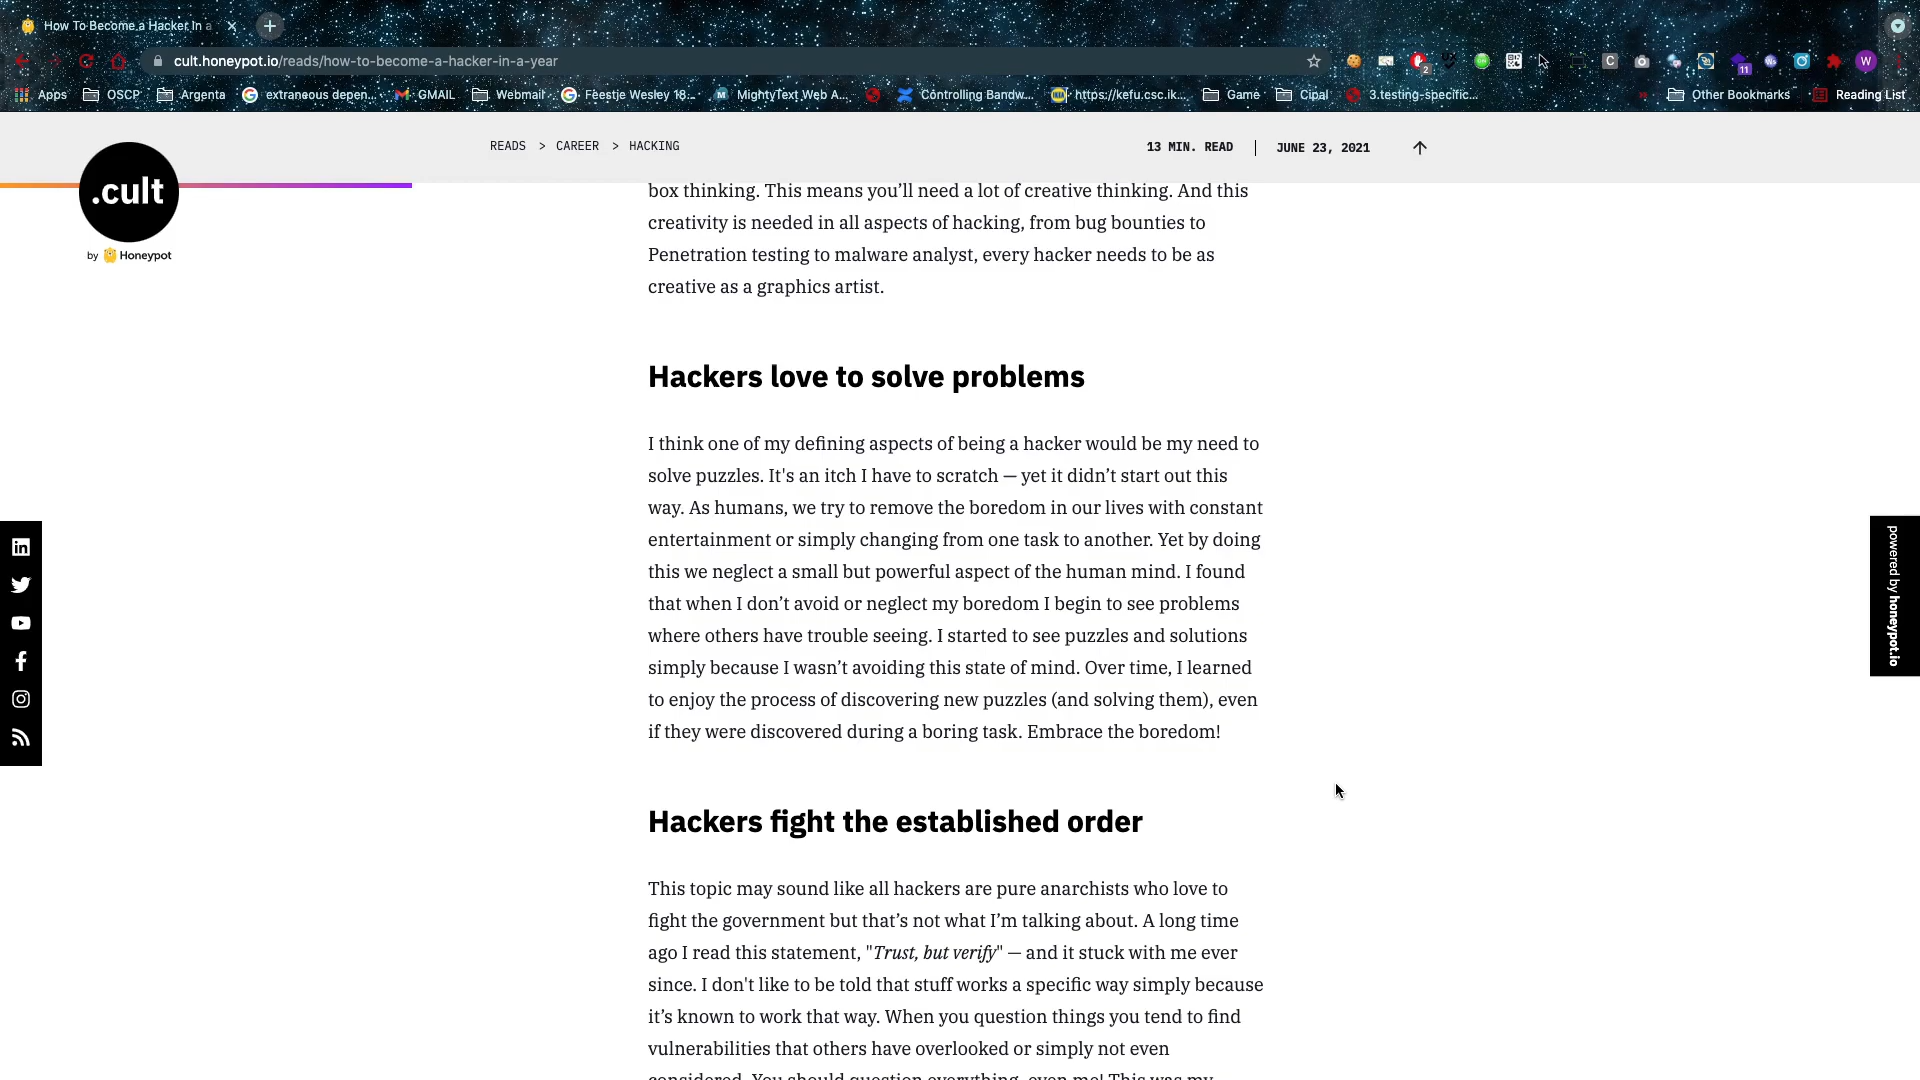 How To Become a Hacker in a
cult.honeypot.io/reads/how-to-become-a-hacker-in-a-year
2
C
11
W
Apps
OSCP
Argenta
extraneous depen...
GMAIL
Webmail
Feestje Wesley 18...
MightyText Web A...
Controlling Bandw...
https://kefu.csc.ik...
Game
Cipal
3.testing-specific...
Other Bookmarks
Reading List
READS > CAREER > HACKING
13 MIN. READ | JUNE 23, 2021
.cult
by Honeypot
box thinking. This means you’ll need a lot of creative thinking. And this
creativity is needed in all aspects of hacking, from bug bounties to
Penetration testing to malware analyst, every hacker needs to be as
creative as a graphics artist.
Hackers love to solve problems
I think one of my defining aspects of being a hacker would be my need to
solve puzzles. It's an itch I have to scratch — yet it didn’t start out this
way. As humans, we try to remove the boredom in our lives with constant
entertainment or simply changing from one task to another. Yet by doing
this we neglect a small but powerful aspect of the human mind. I found
that when I don’t avoid or neglect my boredom I begin to see problems
where others have trouble seeing. I started to see puzzles and solutions
simply because I wasn’t avoiding this state of mind. Over time, I learned
to enjoy the process of discovering new puzzles (and solving them), even
if they were discovered during a boring task. Embrace the boredom!
powered by honeypot.io
Hackers fight the established order
This topic may sound like all hackers are pure anarchists who love to
fight the government but that’s not what I’m talking about. A long time
ago I read this statement, "Trust, but verify" — and it stuck with me ever
since. I don't like to be told that stuff works a specific way simply because
it’s known to work that way. When you question things you tend to find
vulnerabilities that others have overlooked or simply not even
considered. You should question everything, even me! This was my